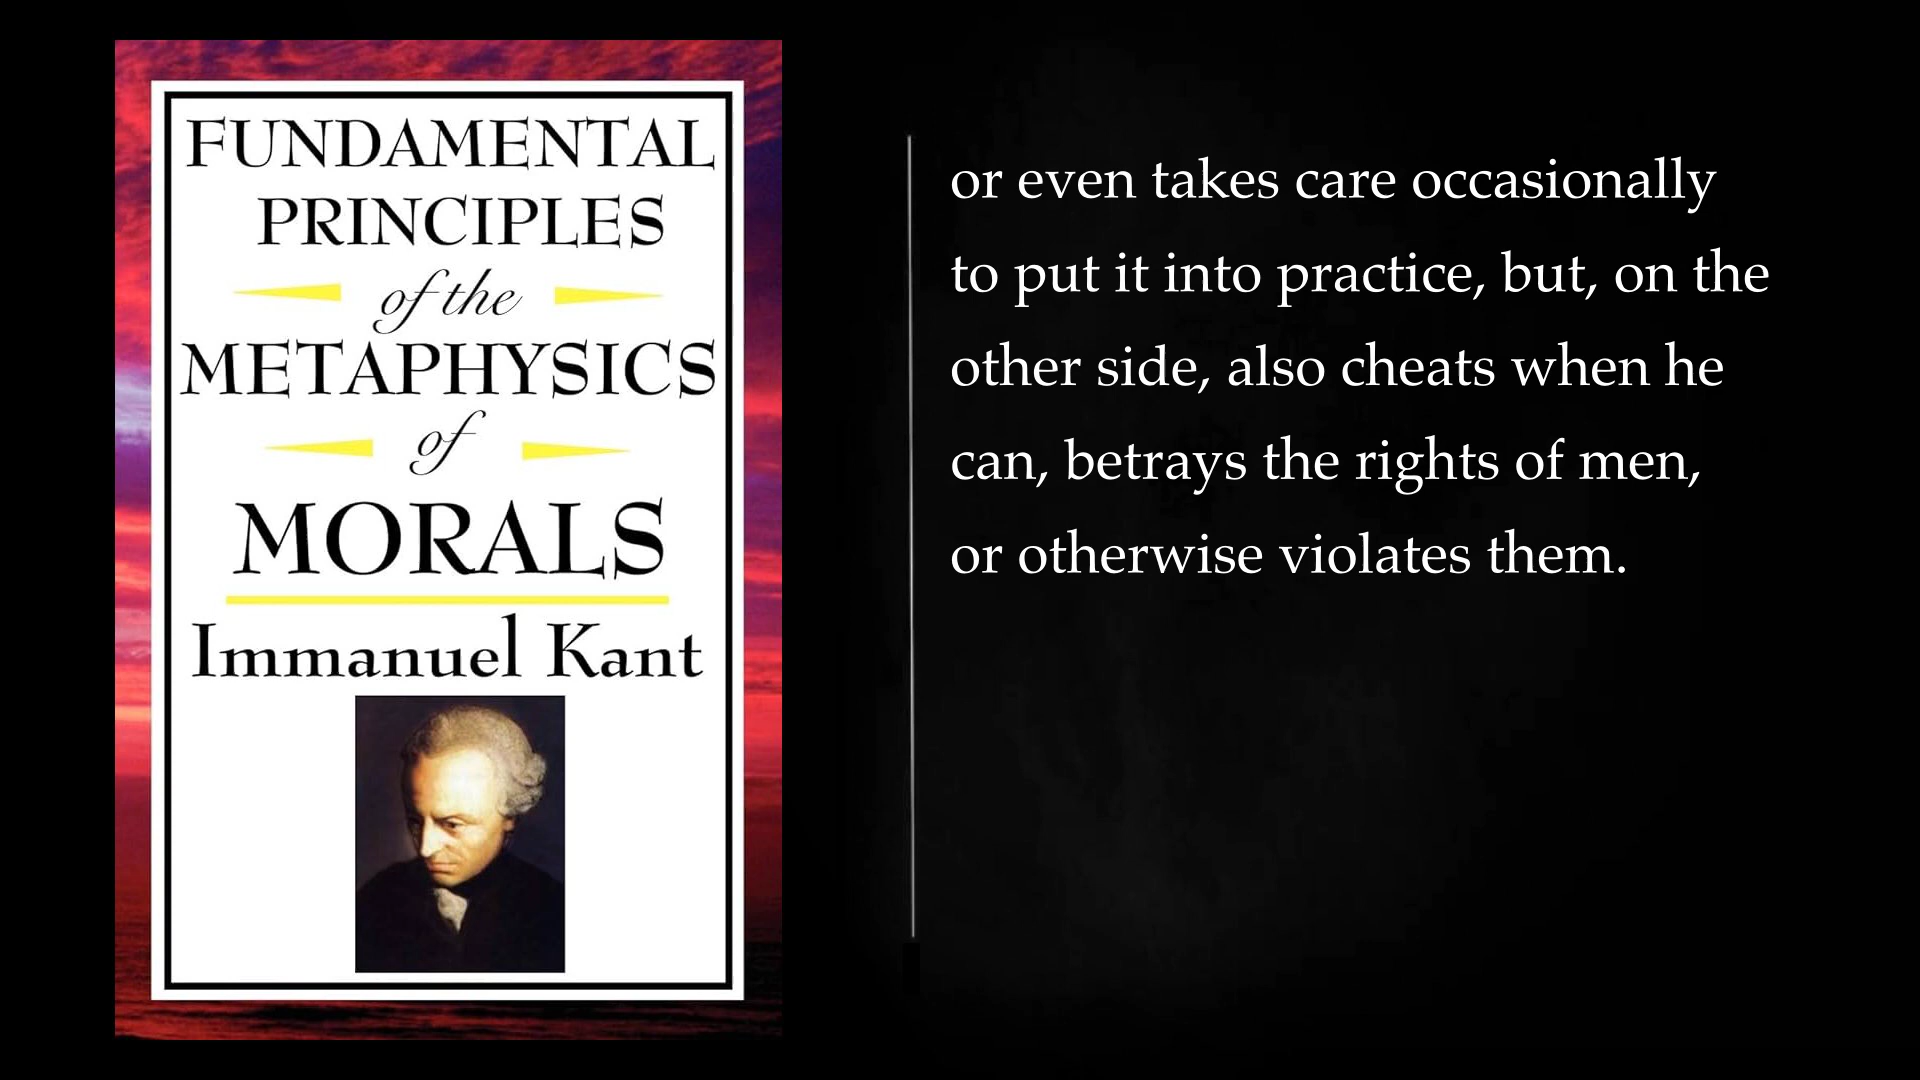 FUNDAMENTAL
PRINCIPLES
of the
METAPHYSICS
of
MORALS
Immanuel Kant
or even takes care occasionally
to put it into practice, but, on the
other side, also cheats when he
can, betrays the rights of men,
or otherwise violates them.